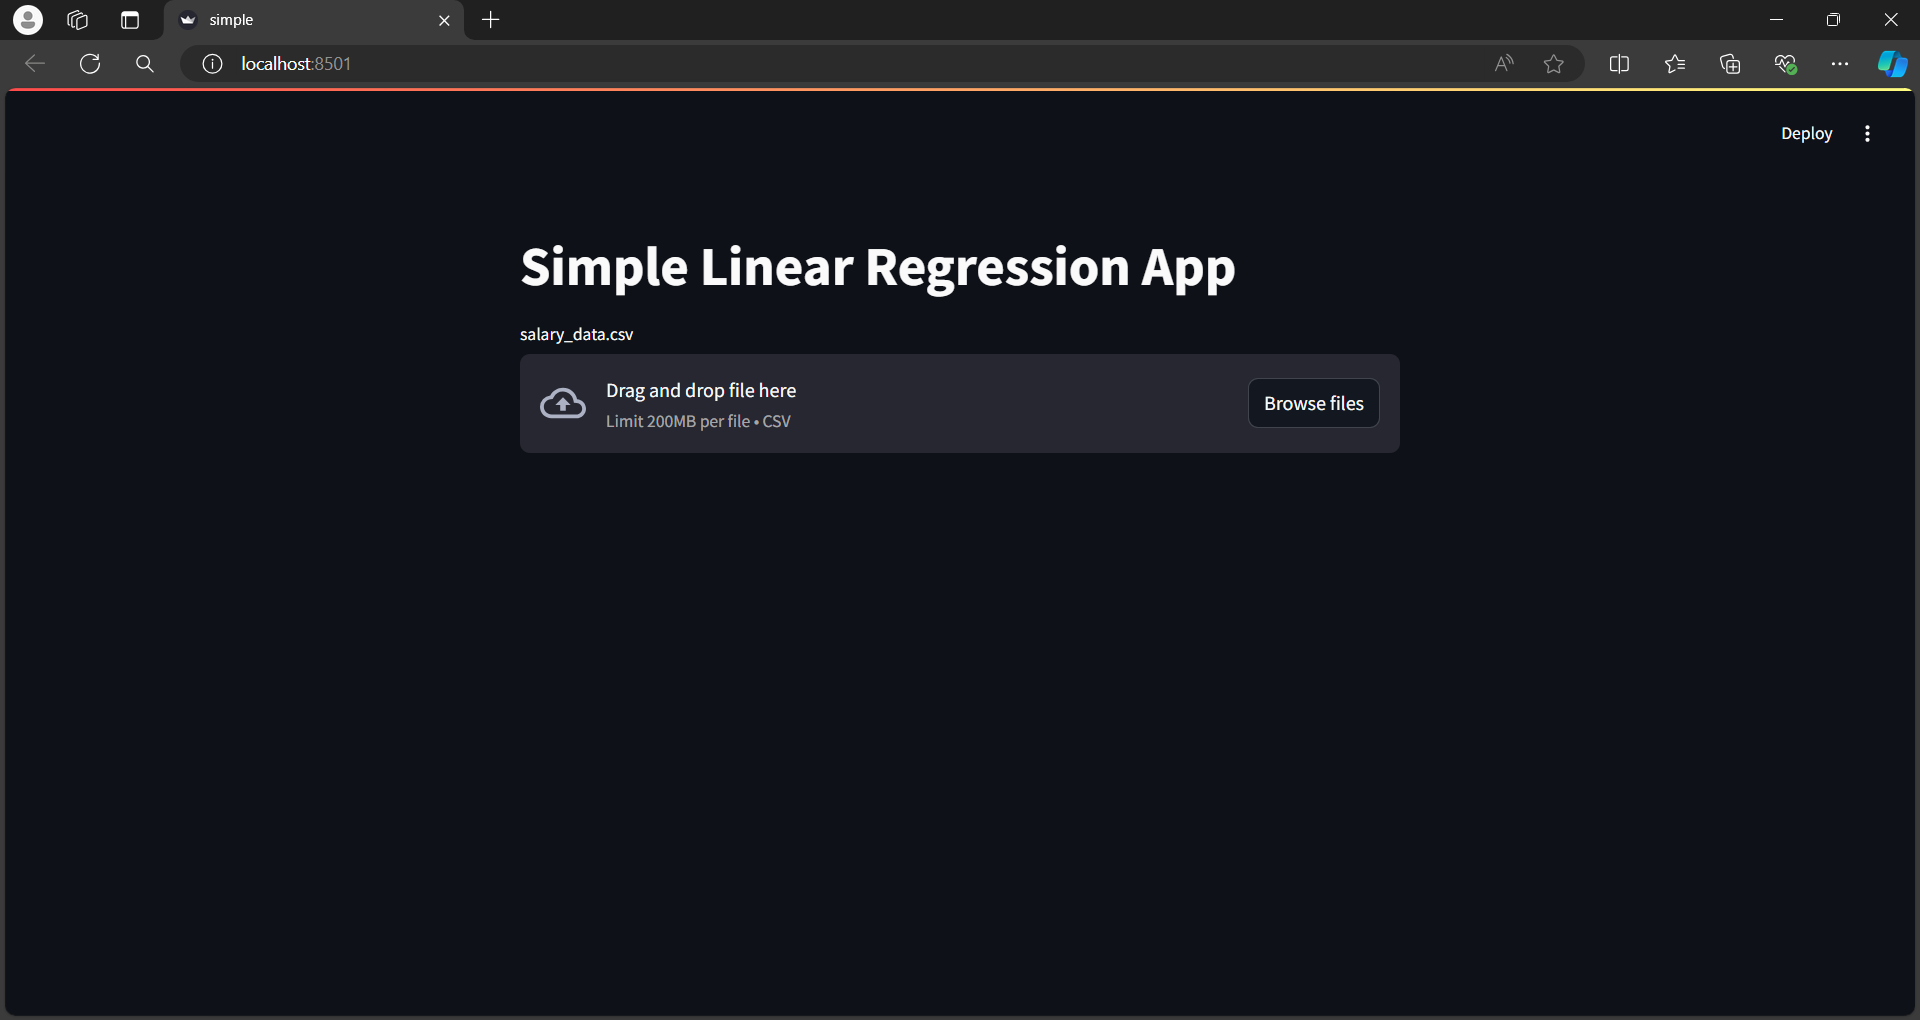 simple
localhost:8501
Deploy
Simple Linear Regression App
salary_data.csv
Drag and drop file here
Limit 200MB per file • CSV
Browse files